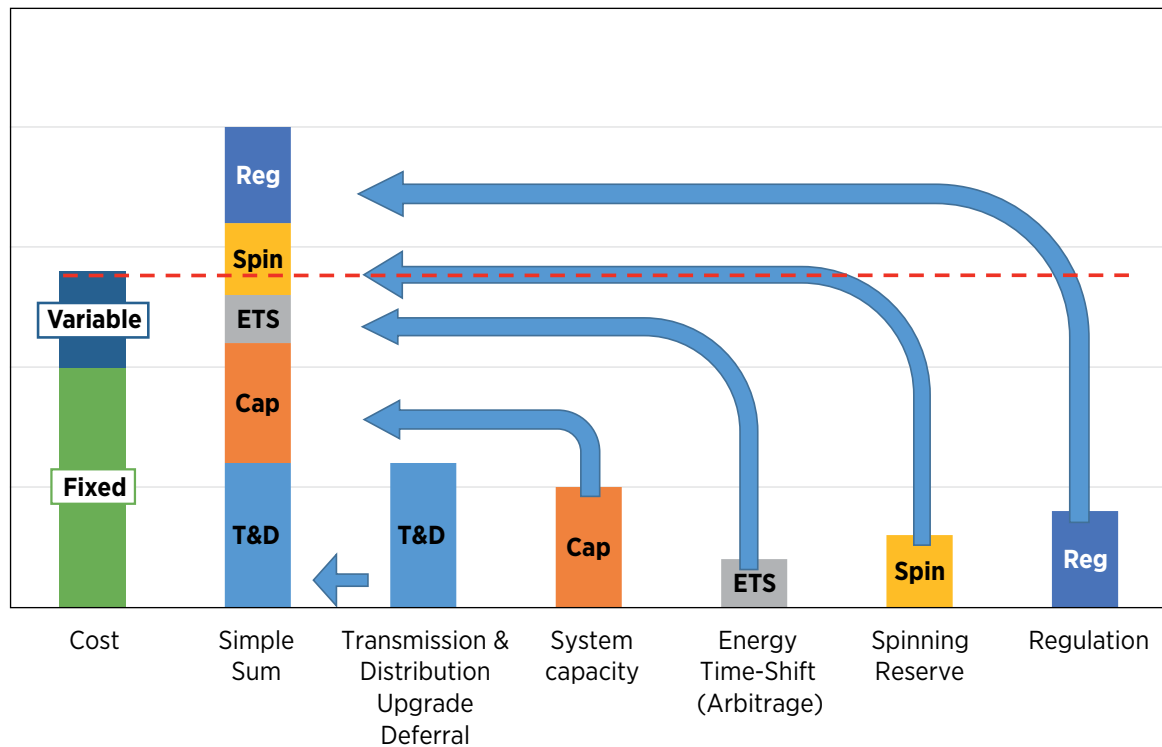 Reg
Spin
Variable
ETS
Cap
Fixed
T&D
T&D
Cap
ETS
Spin
Reg
Cost
Simple
Sum
Transmission &
Distribution
Upgrade
Deferral
System
capacity
Energy
Time-Shift
(Arbitrage)
Spinning
Reserve
Regulation